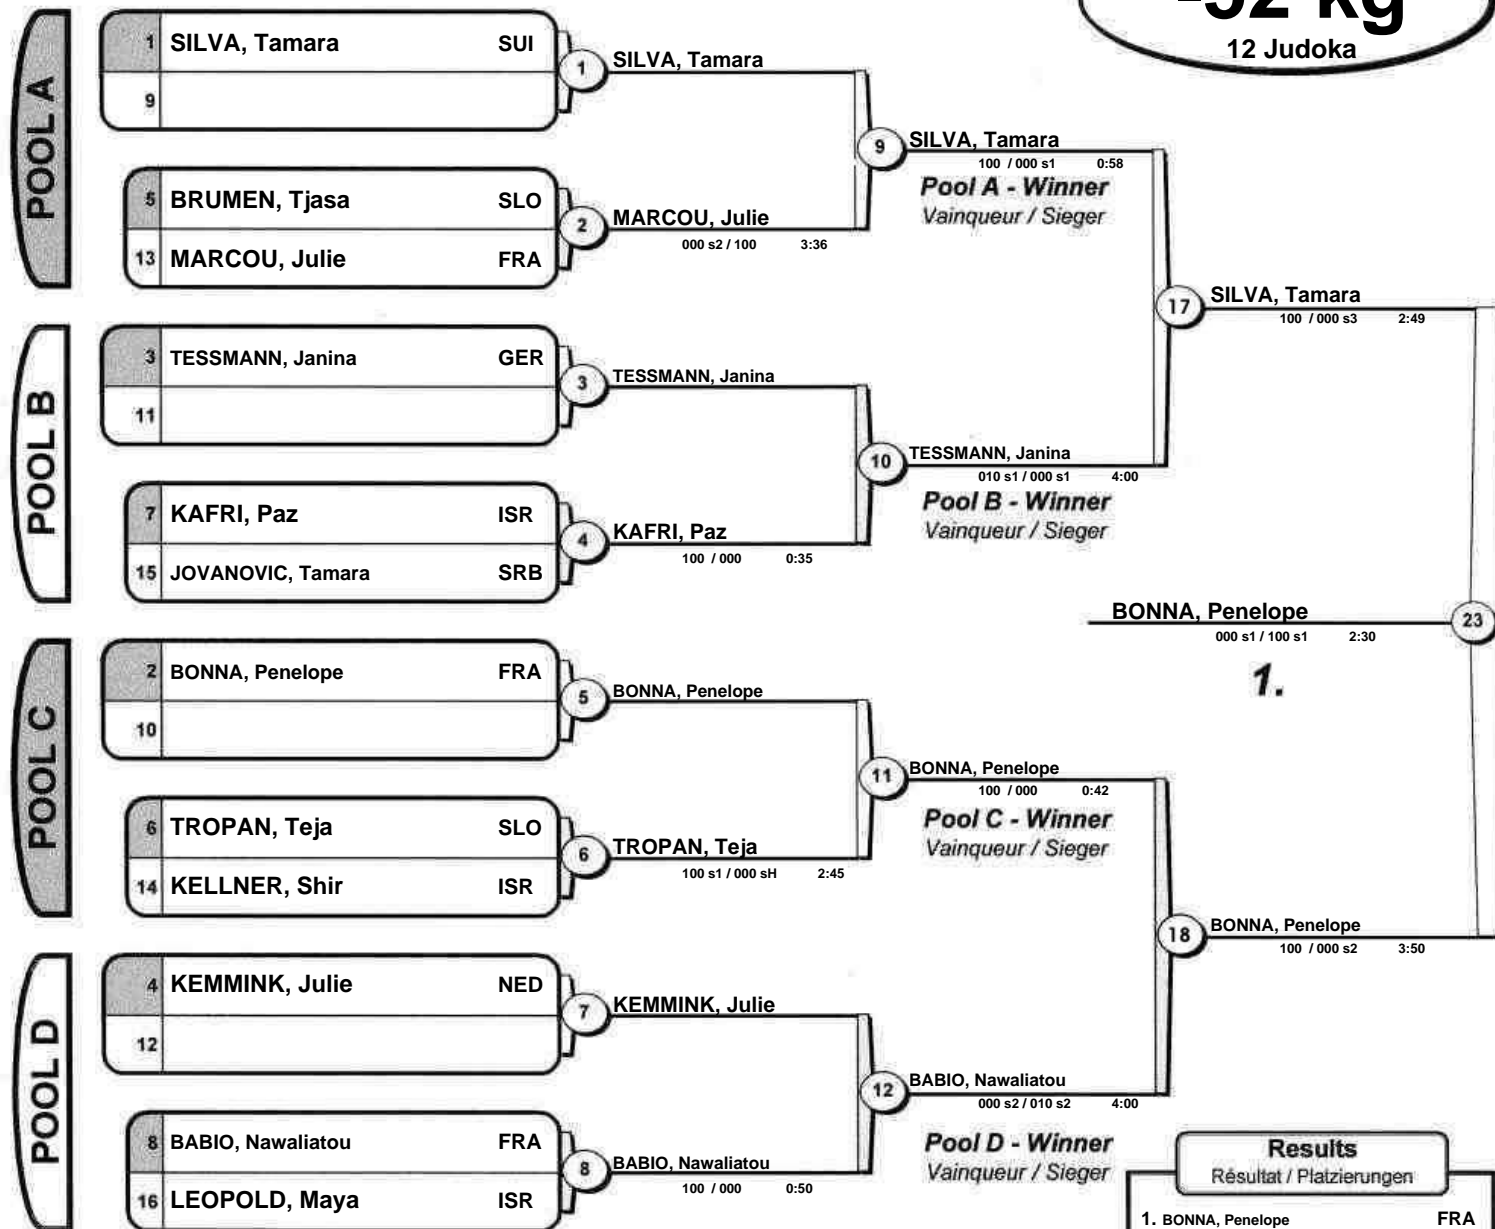 -52 kg
12 Judoka
POOL A
1 SILVA, Tamara SUI
9
1 SILVA, Tamara
5 BRUMEN, Tjasa SLO
13 MARCOU, Julie FRA
2 MARCOU, Julie
000 s2 / 100 3:36
9 SILVA, Tamara
100 / 000 s1 0:58
Pool A - Winner
Vainqueur / Sieger
POOL B
3 TESSMANN, Janina GER
11
3 TESSMANN, Janina
7 KAFRI, Paz ISR
15 JOVANOVIC, Tamara SRB
4 KAFRI, Paz
100 / 000 0:35
10 TESSMANN, Janina
010 s1 / 000 s1 4:00
Pool B - Winner
Vainqueur / Sieger
17 SILVA, Tamara
100 / 000 s3 2:49
BONNA, Penelope 23
000 s1 / 100 s1 2:30
1.
POOL C
2 BONNA, Penelope FRA
10
5 BONNA, Penelope
6 TROPAN, Teja SLO
14 KELLNER, Shir ISR
6 TROPAN, Teja
100 s1 / 000 sH 2:45
11 BONNA, Penelope
100 / 000 0:42
Pool C - Winner
Vainqueur / Sieger
POOL D
4 KEMMINK, Julie NED
12
7 KEMMINK, Julie
8 BABIO, Nawaliatou FRA
16 LEOPOLD, Maya ISR
8 BABIO, Nawaliatou
100 / 000 0:50
12 BABIO, Nawaliatou
000 s2 / 010 s2 4:00
Pool D - Winner
Vainqueur / Sieger
18 BONNA, Penelope
100 / 000 s2 3:50
Results
Résultat / Platzierungen
1. BONNA, Penelope FRA